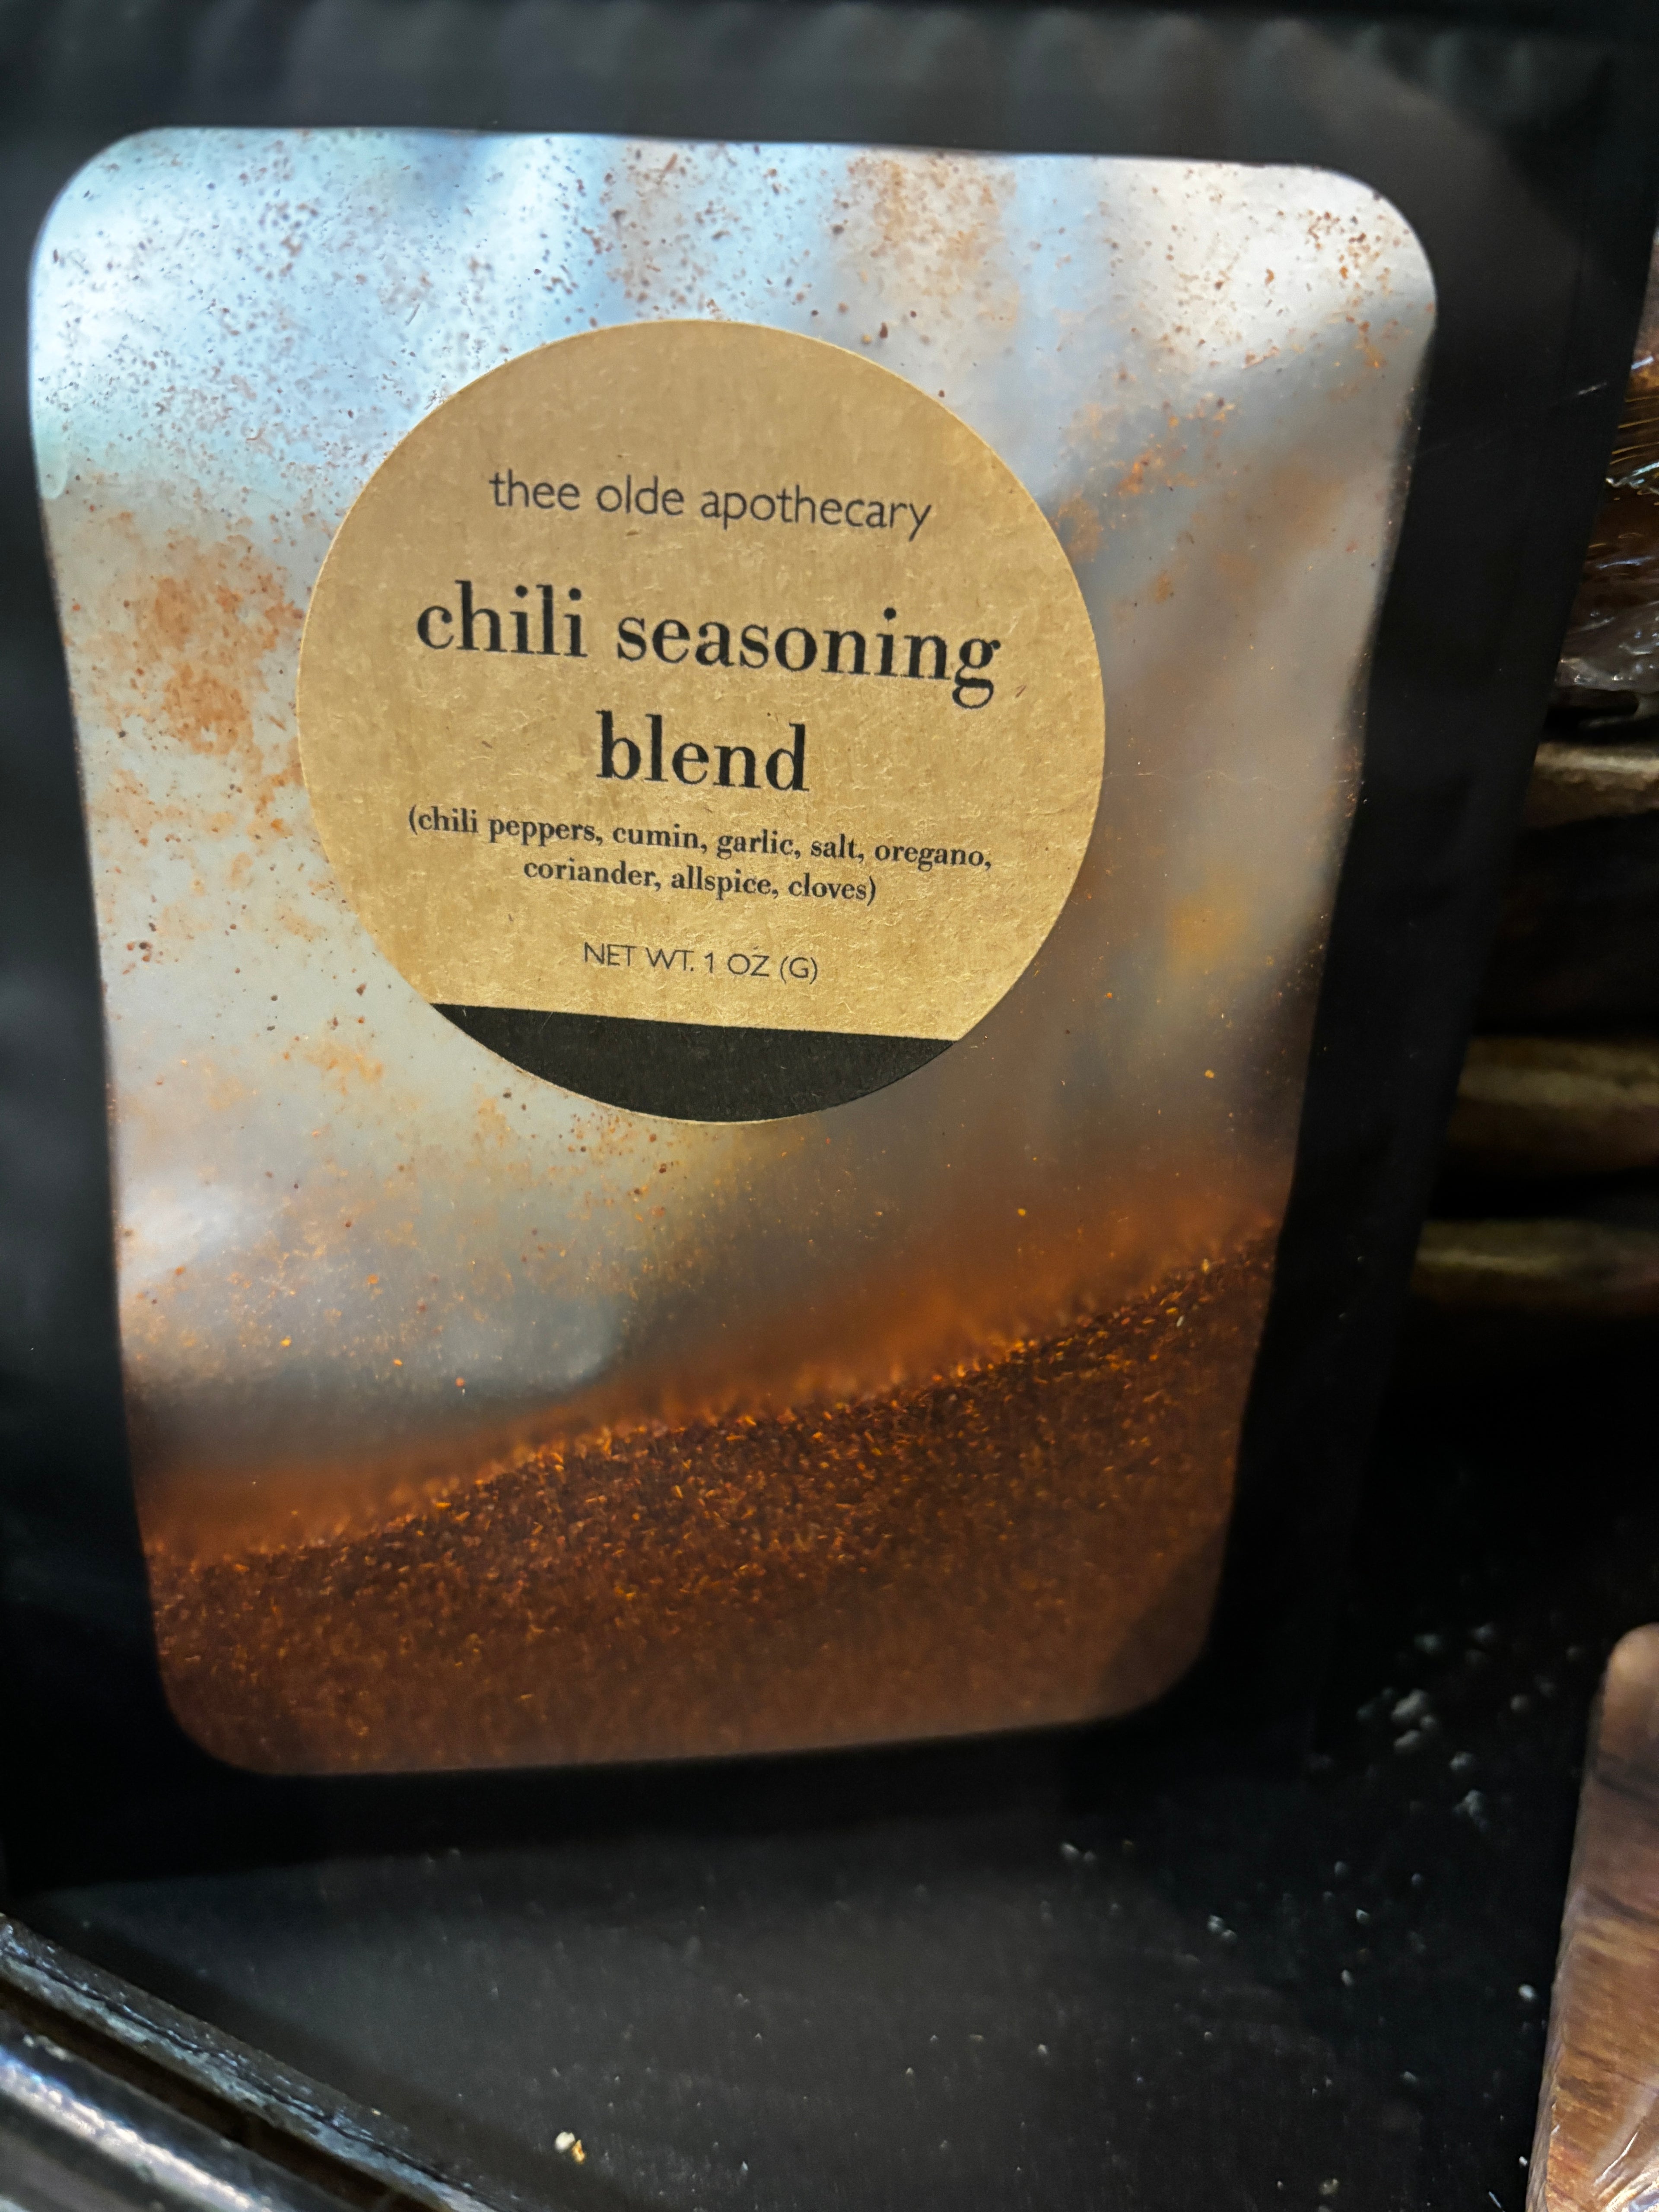 thee olde apothecary
chili seasoning
blend
(chili peppers, cumin, garlic, salt, oregano,
coriander, allspice, cloves)
NET WT. 1 OZ (G)